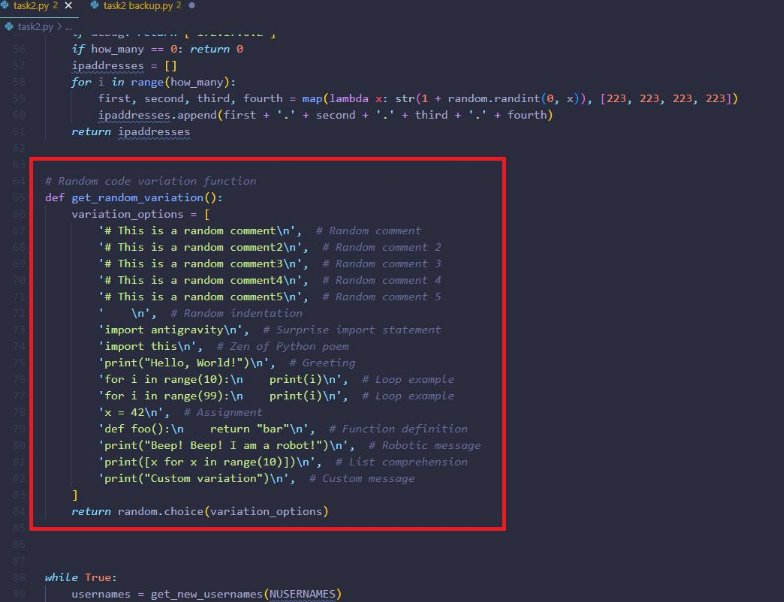 task2.py 2 × task2 backup.py 2 ●
task2.py > ...
56 if how_many == 0: return 0
57 ipaddresses = []
58 for i in range(how_many):
59 first, second, third, fourth = map(lambda x: str(1 + random.randint(0, x)), [223, 223, 223, 223])
60 ipaddresses.append(first + '.' + second + '.' + third + '.' + fourth)
61 return ipaddresses
62
63
64 # Random code variation function
65 def get_random_variation():
66 variation_options = [
67 '# This is a random comment\n', # Random comment
68 '# This is a random comment2\n', # Random comment 2
69 '# This is a random comment3\n', # Random comment 3
70 '# This is a random comment4\n', # Random comment 4
71 '# This is a random comment5\n', # Random comment 5
72 '    \n', # Random indentation
73 'import antigravity\n', # Surprise import statement
74 'import this\n', # Zen of Python poem
75 'print("Hello, World!")\n', # Greeting
76 'for i in range(10):\n    print(i)\n', # Loop example
77 'for i in range(99):\n    print(i)\n', # Loop example
78 'x = 42\n', # Assignment
79 'def foo():\n    return "bar"\n', # Function definition
80 'print("Beep! Beep! I am a robot!")\n', # Robotic message
81 'print([x for x in range(10)])\n', # List comprehension
82 'print("Custom variation")\n', # Custom message
83 ]
84 return random.choice(variation_options)
85
86
87
88 while True:
89 usernames = get_new_usernames(NUSERNAMES)